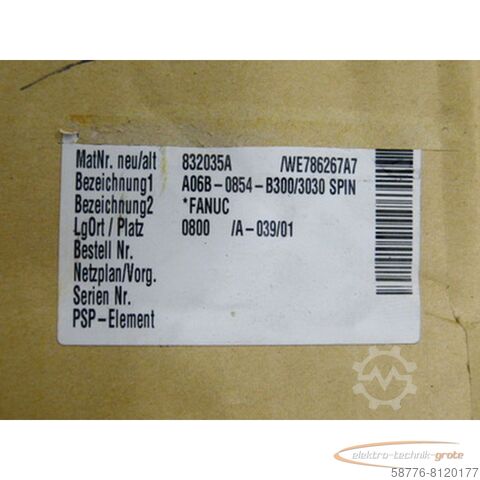 MatNr. neu/alt 832035A /WE786267A7
Bezeichnung1 A06B-0854-B300/3030 SPIN
Bezeichnung2 *FANUC
LgOrt / Platz 0800 /A-039/01
Bestell Nr.
Netzplan/Vorg.
Serien Nr.
PSP-Element
elektro-technik-grote
58776-8120177